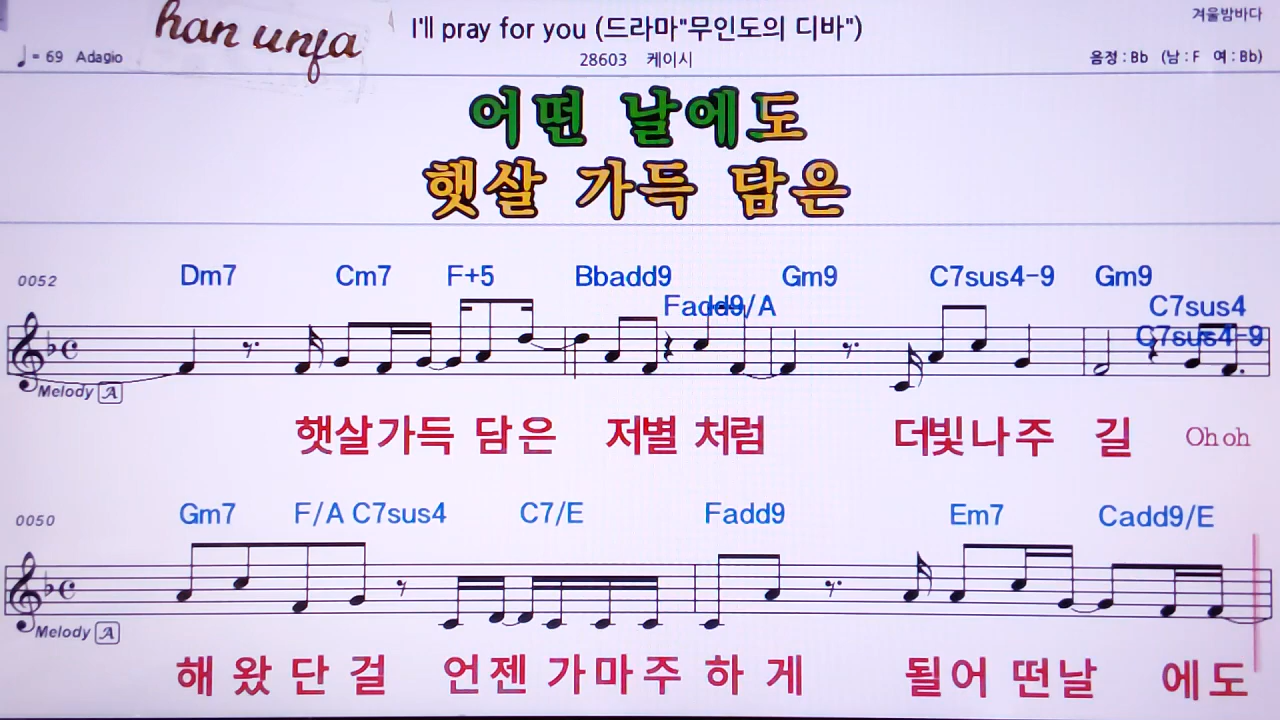 han unja
I'll pray for you (드라마"무인도의 디바")
겨울밤바다
♩= 69 Adagio
28603 케이시
음정 : Bb (남 : F 여 : Bb)
어떤 날에도
햇살 가득 담은
0052
Dm7 Cm7 F+5 Bbadd9 Gm9 C7sus4-9 Gm9
Fadd9/A C7sus4
C7sus4-9
Melody A
햇살가득 담은 저별 처럼 더빛나주 길 Oh oh
0050
Gm7 F/A C7sus4 C7/E Fadd9 Em7 Cadd9/E
Melody A
해 왔 단 걸 언젠 가마주 하 게 될어 떤날 에도